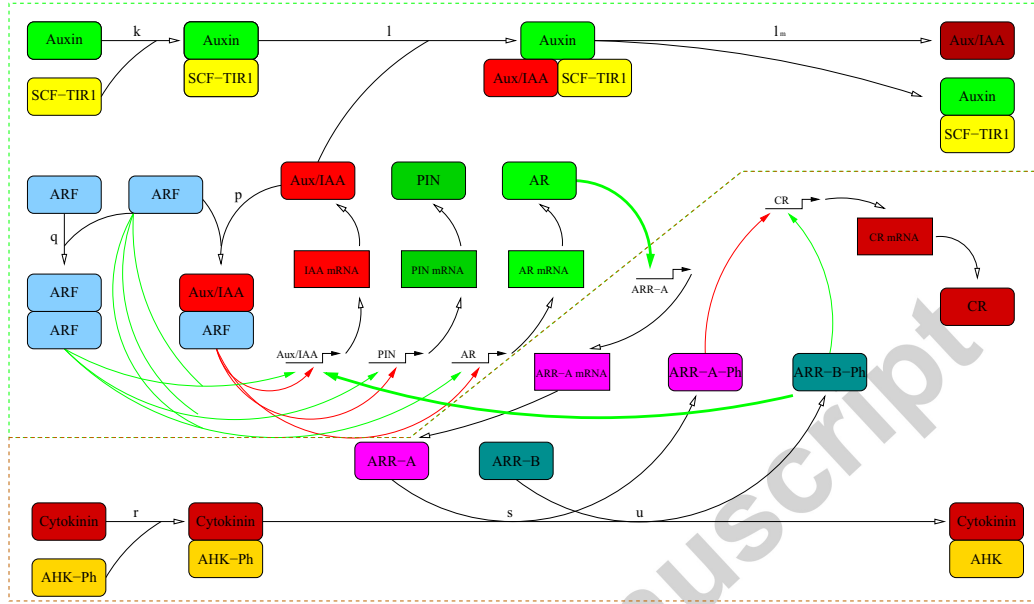 Auxin
k
Auxin
l
Auxin
lm
Aux/IAA
SCF−TIR1
SCF−TIR1
Aux/IAA
SCF−TIR1
Auxin
SCF−TIR1
ARF
ARF
p
Aux/IAA
PIN
AR
CR
q
CR mRNA
IAA mRNA
PIN mRNA
AR mRNA
ARR−A
ARF
Aux/IAA
CR
ARF
ARF
Aux/IAA
PIN
AR
ARR−A mRNA
ARR−A−Ph
ARR−B−Ph
ARR−A
ARR−B
Cytokinin
r
Cytokinin
s
u
Cytokinin
AHK−Ph
AHK−Ph
AHK
nuscript